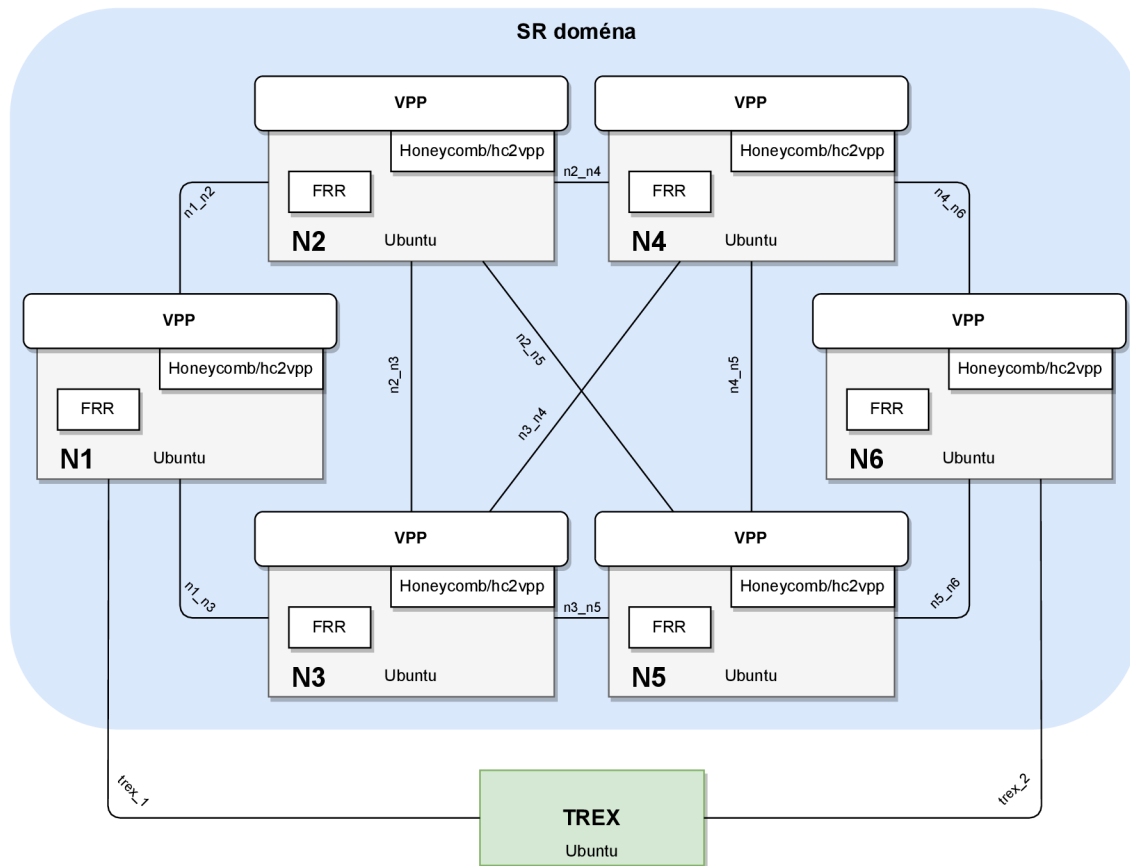 SR doména
VPP
Honeycomb/hc2vpp
FRR
N2
Ubuntu
n2_n4
VPP
Honeycomb/hc2vpp
FRR
N4
Ubuntu
n1_n2
n4_n6
VPP
Honeycomb/hc2vpp
FRR
N1
Ubuntu
n2_n3
n2_n5
n3_n4
n4_n5
VPP
Honeycomb/hc2vpp
FRR
N6
Ubuntu
n1_n3
VPP
Honeycomb/hc2vpp
FRR
N3
Ubuntu
n3_n5
VPP
Honeycomb/hc2vpp
FRR
N5
Ubuntu
n5_n6
trex_1
TREX
Ubuntu
trex_2